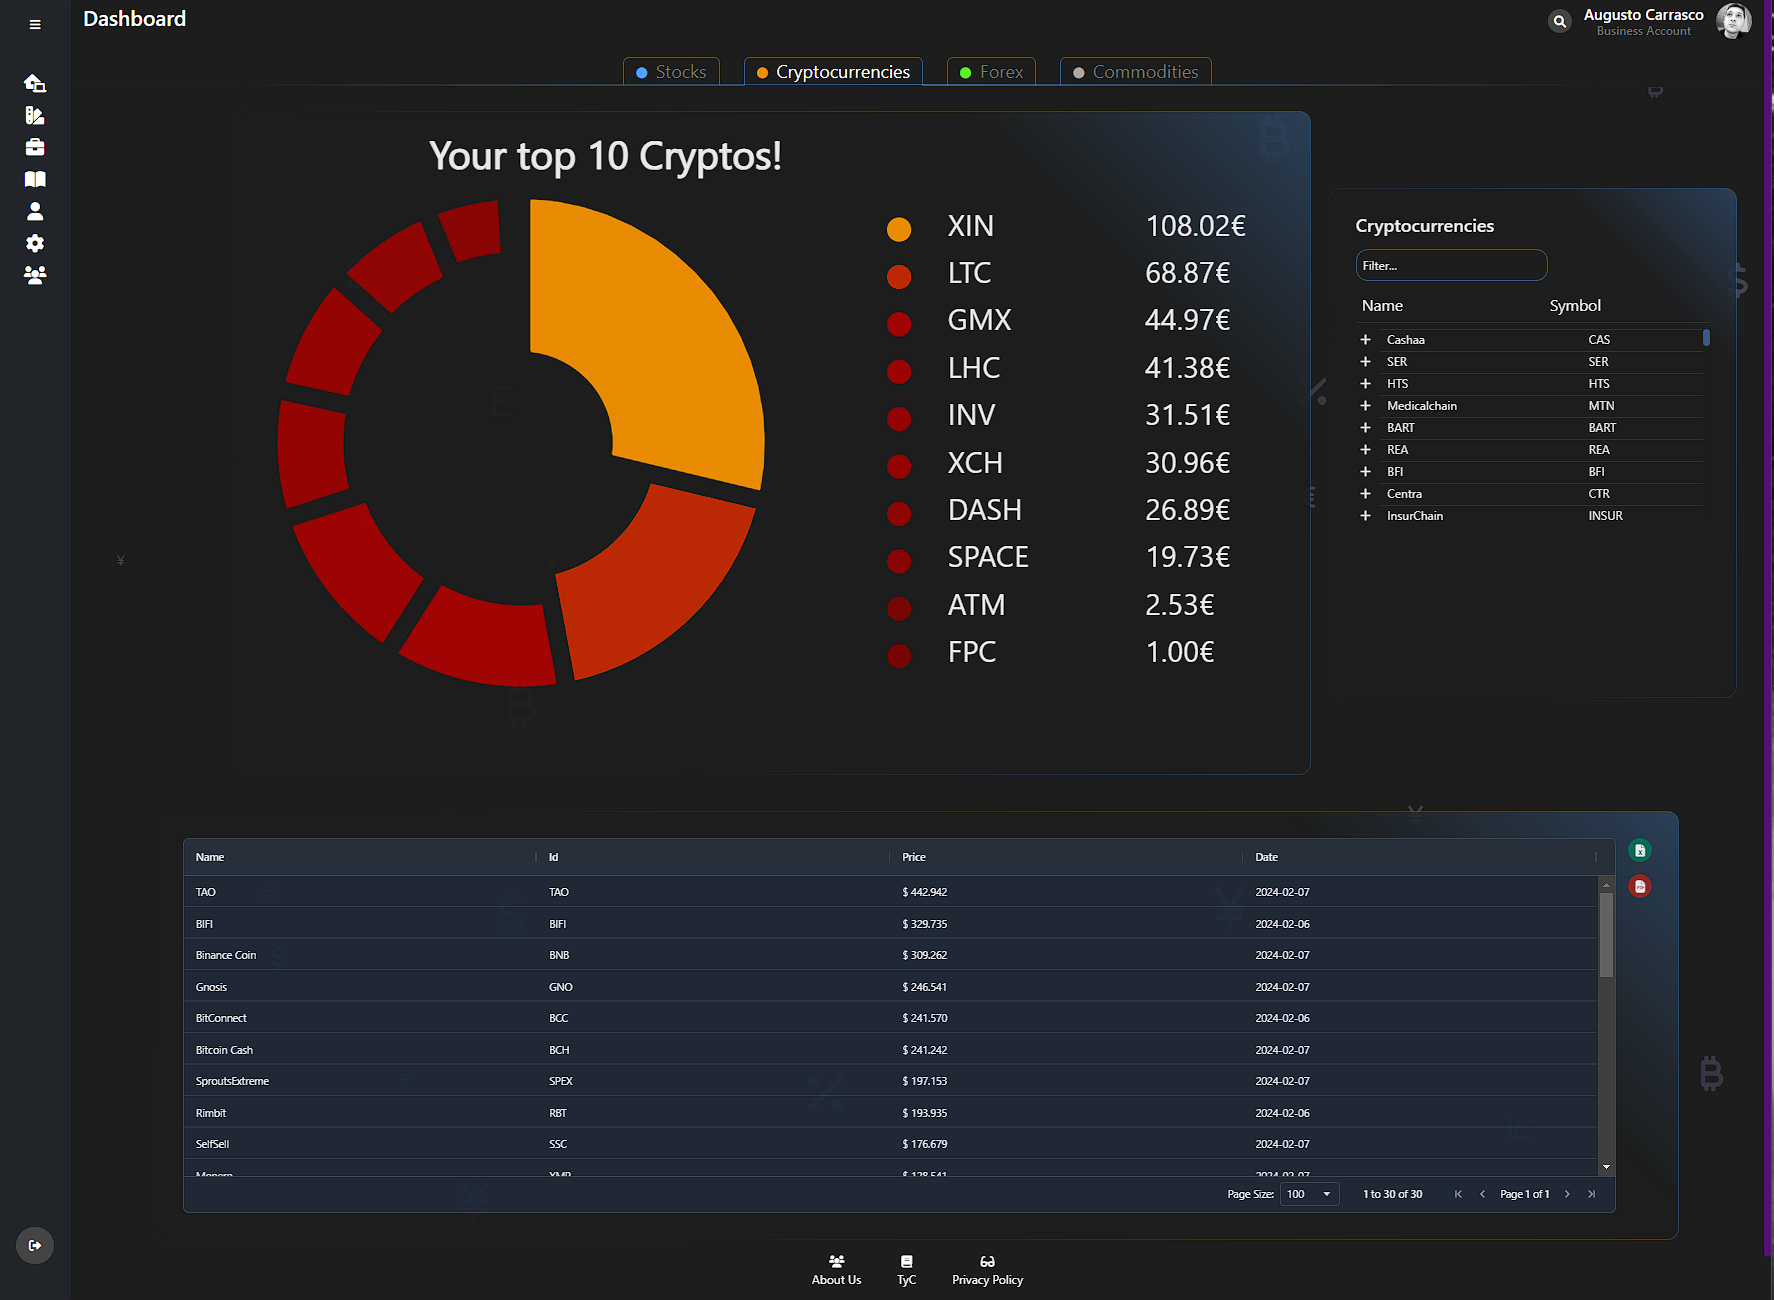 Dashboard
Augusto Carrasco
Business Account
Stocks
Cryptocurrencies
Forex
Commodities
Your top 10 Cryptos!
XIN 108.02€
LTC 68.87€
GMX 44.97€
LHC 41.38€
INV 31.51€
XCH 30.96€
DASH 26.89€
SPACE 19.73€
ATM 2.53€
FPC 1.00€
Cryptocurrencies
Filter...
Name Symbol
+ Cashaa CAS
+ SER SER
+ HTS HTS
+ Medicalchain MTN
+ BART BART
+ REA REA
+ BFI BFI
+ Centra CTR
+ InsurChain INSUR
Name Id Price Date
TAO TAO $ 442.942 2024-02-07
BIFI BIFI $ 329.735 2024-02-06
Binance Coin BNB $ 309.262 2024-02-07
Gnosis GNO $ 246.541 2024-02-07
BitConnect BCC $ 241.570 2024-02-06
Bitcoin Cash BCH $ 241.242 2024-02-07
SproutsExtreme SPEX $ 197.153 2024-02-07
Rimbit RBT $ 193.935 2024-02-06
SelfSell SSC $ 176.679 2024-02-07
Monero XMR $ 128.541 2024-02-07
Page Size: 100 1 to 30 of 30 Page 1 of 1
About Us
TyC
Privacy Policy